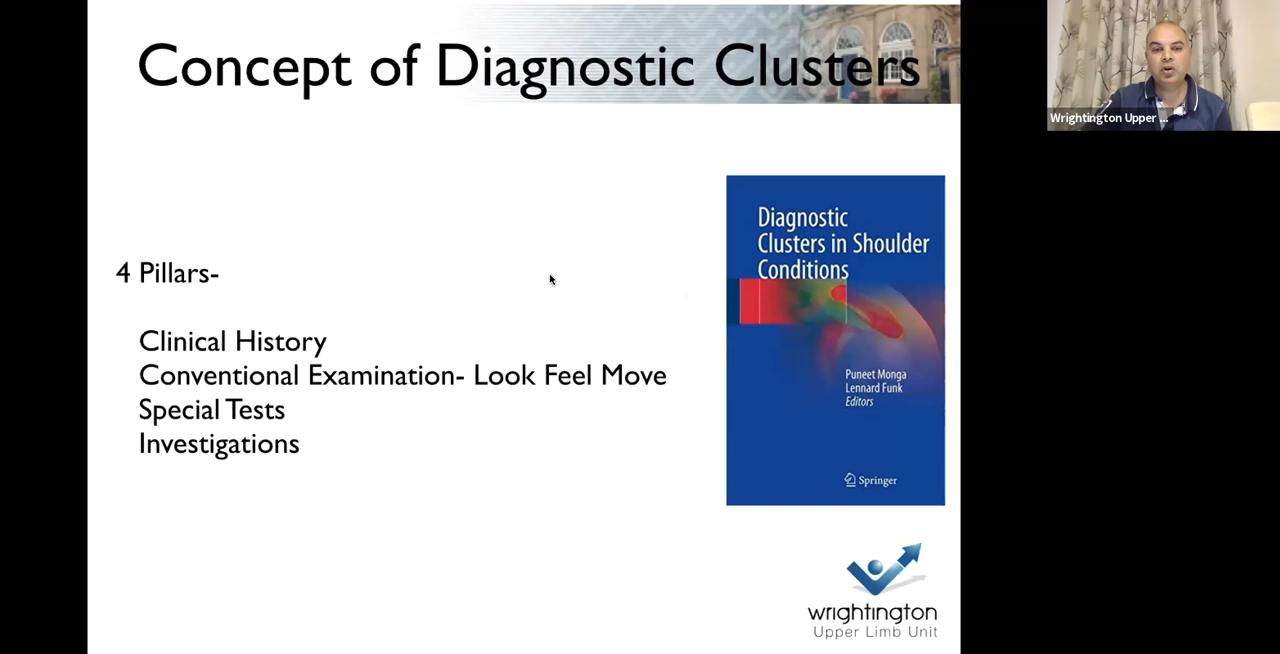 Concept of Diagnostic Clusters
Wrightington Upper ...
4 Pillars-
Clinical History
Conventional Examination- Look Feel Move
Special Tests
Investigations
Diagnostic
Clusters in Shoulder
Conditions
Puneet Monga
Lennard Funk
Editors
Springer
wrightington
Upper Limb Unit